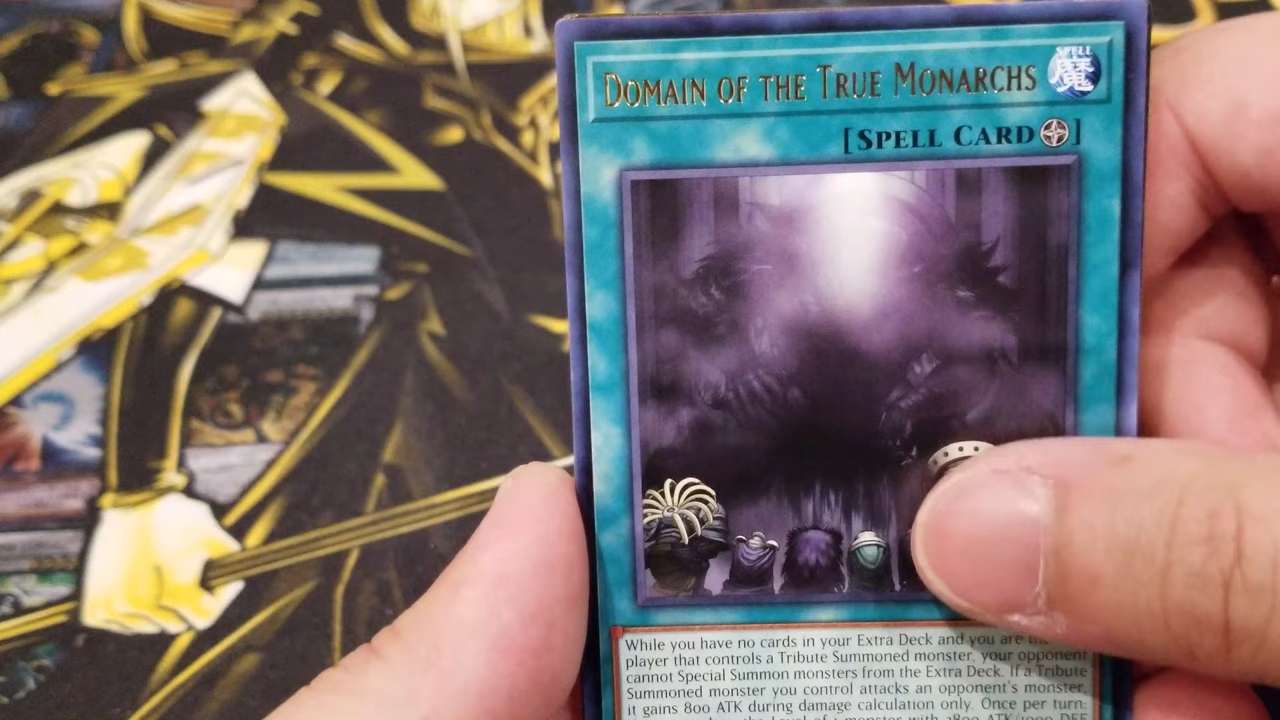 DOMAIN OF THE TRUE MONARCHS
SPELL
魔
[SPELL CARD]
While you have no cards in your Extra Deck and you are
player that controls a Tribute Summoned monster, your opponent
cannot Special Summon monsters from the Extra Deck. If a Tribute
Summoned monster you control attacks an opponent's monster,
it gains 800 ATK during damage calculation only. Once per turn: